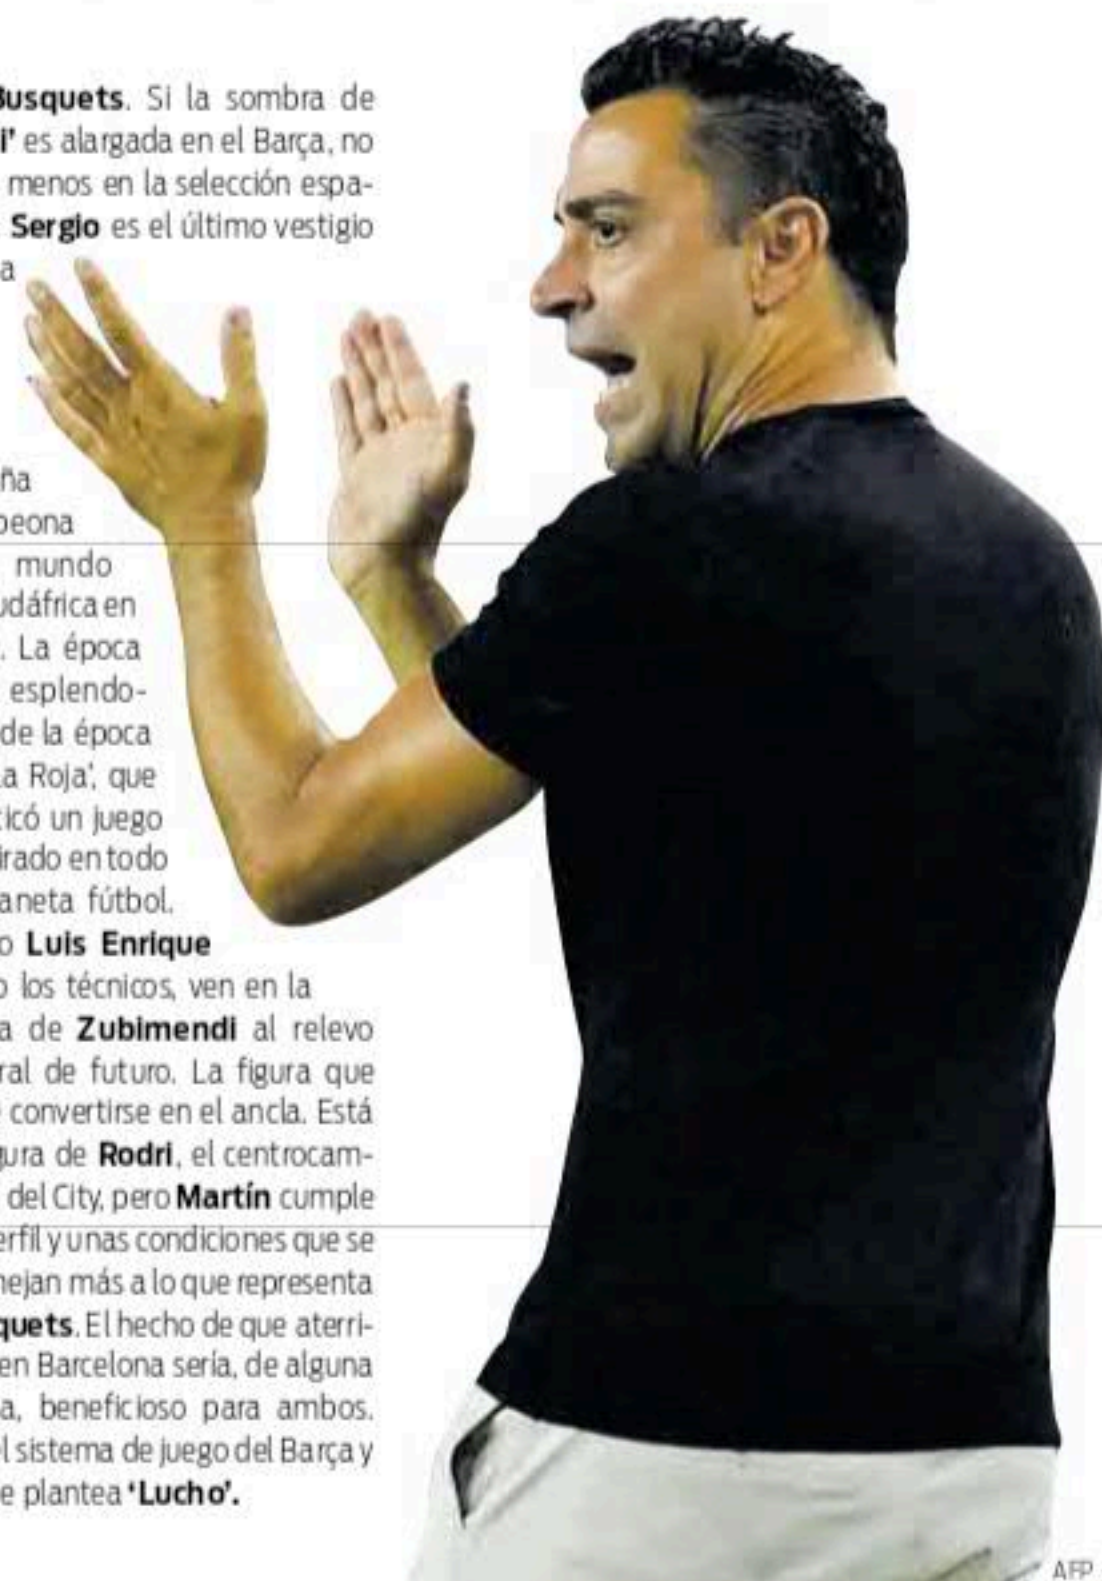 Busquets. Si la sombra de
i' es alargada en el Barça, no
menos en la selección espa-
Sergio es el último vestigio
a
ña
peona
mundo
udáfrica en
. La época
esplendo-
de la época
a Roja', que
icó un juego
irado en todo
aneta fútbol.
o Luis Enrique
o los técnicos, ven en la
a de Zubimendi al relevo
ral de futuro. La figura que
convertirse en el ancla. Está
gura de Rodri, el centrocam-
del City, pero Martín cumple
erfil y unas condiciones que se
nejan más a lo que representa
quets. El hecho de que aterri-
en Barcelona sería, de alguna
a, beneficioso para ambos.
el sistema de juego del Barça y
e plantea 'Lucho'.
AFP